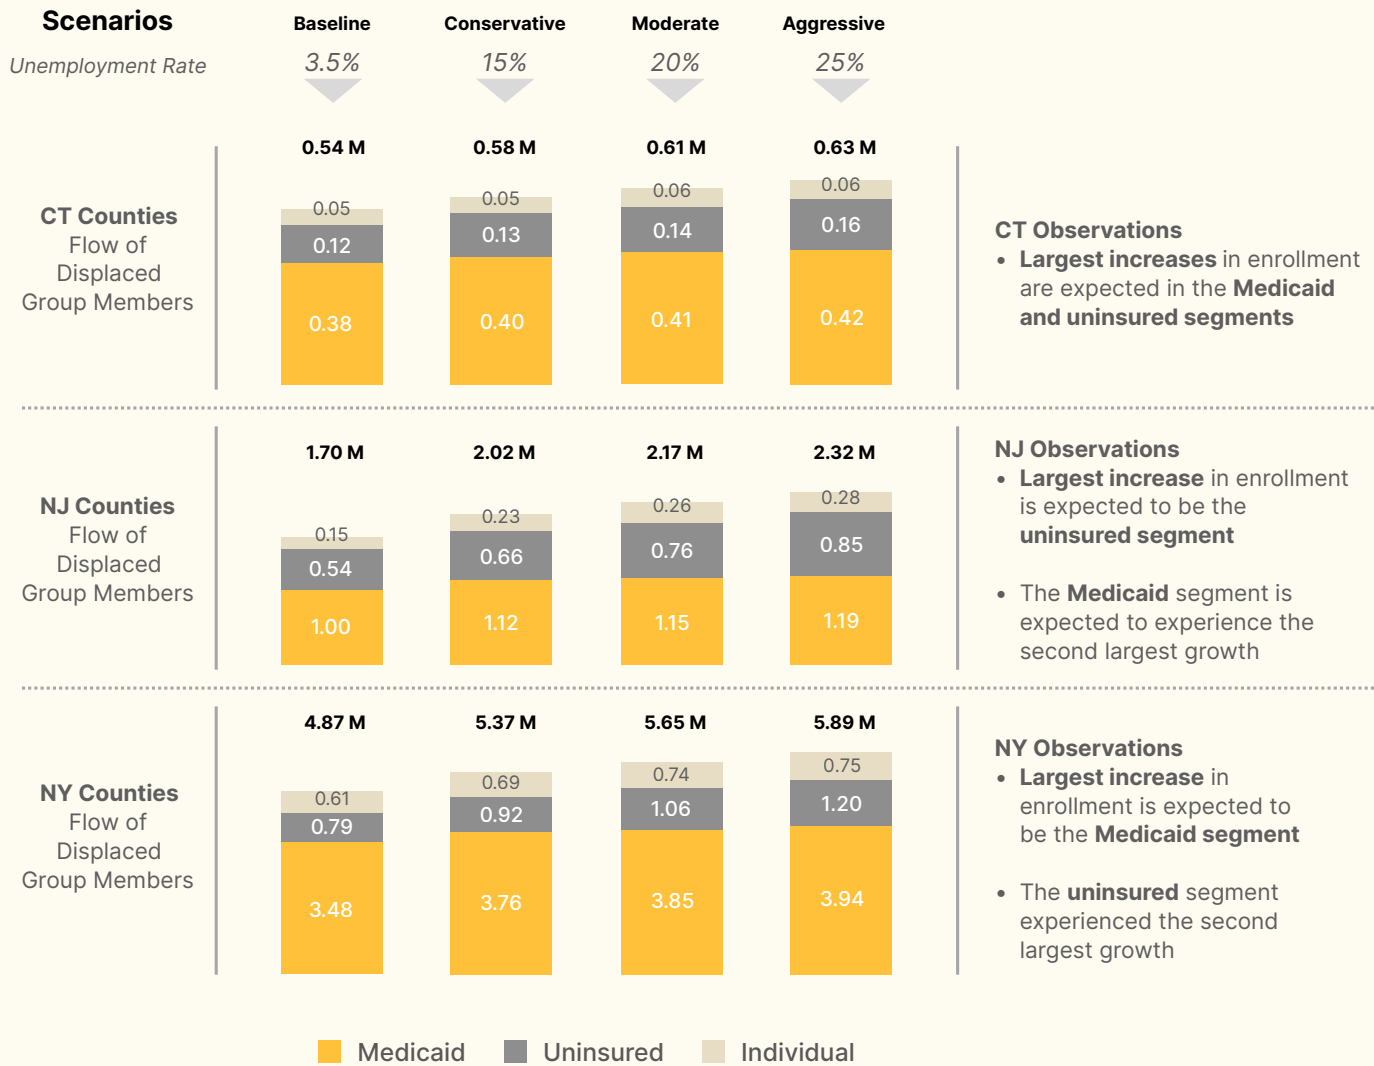 Scenarios
Baseline
Conservative
Moderate
Aggressive
Unemployment Rate
3.5%
15%
20%
25%
CT Counties
Flow of
Displaced
Group Members
0.54 M
0.58 M
0.61 M
0.63 M
0.05
0.05
0.06
0.06
0.12
0.13
0.14
0.16
0.38
0.40
0.41
0.42
CT Observations
• Largest increases in enrollment
are expected in the Medicaid
and uninsured segments
NJ Counties
Flow of
Displaced
Group Members
1.70 M
2.02 M
2.17 M
2.32 M
0.15
0.23
0.26
0.28
0.54
0.66
0.76
0.85
1.00
1.12
1.15
1.19
NJ Observations
• Largest increase in enrollment
is expected to be the
uninsured segment
• The Medicaid segment is
expected to experience the
second largest growth
NY Counties
Flow of
Displaced
Group Members
4.87 M
5.37 M
5.65 M
5.89 M
0.61
0.69
0.74
0.75
0.79
0.92
1.06
1.20
3.48
3.76
3.85
3.94
NY Observations
• Largest increase in
enrollment is expected to
be the Medicaid segment
• The uninsured segment
experienced the second
largest growth
Medicaid
Uninsured
Individual